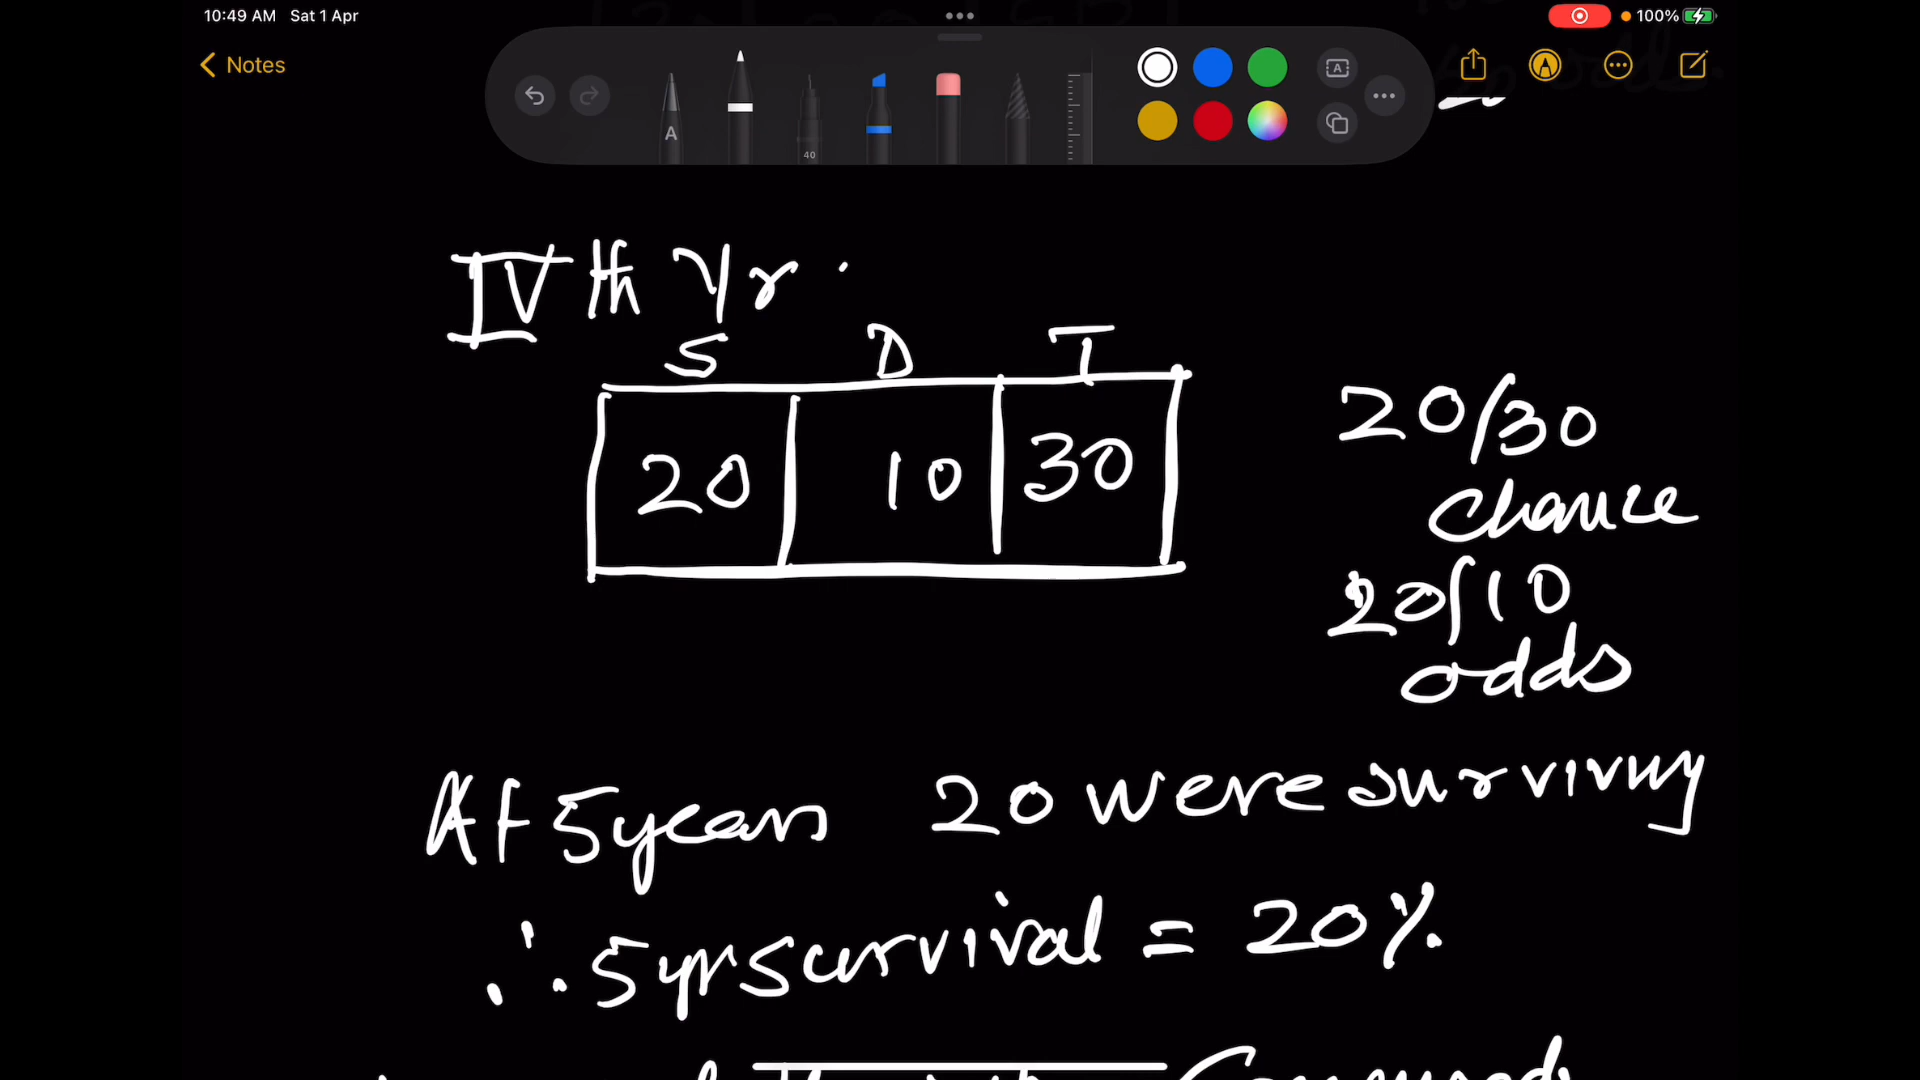 10:49 AM Sat 1 Apr
100%
Notes
A
40
A
IVth Yr.
S D T
20 10 30
20/30
chance
20/10
odds
At 5 years 20 were surviving
∴ 5 yr survival = 20%